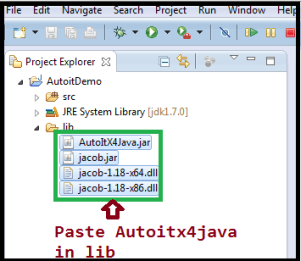 File Edit Navigate Search Project Run Window Help
Project Explorer
AutoitDemo
src
JRE System Library [jdk1.7.0]
lib
AutoItX4Java.jar
jacob.jar
jacob-1.18-x64.dll
jacob-1.18-x86.dll
Paste Autoitx4java
in lib